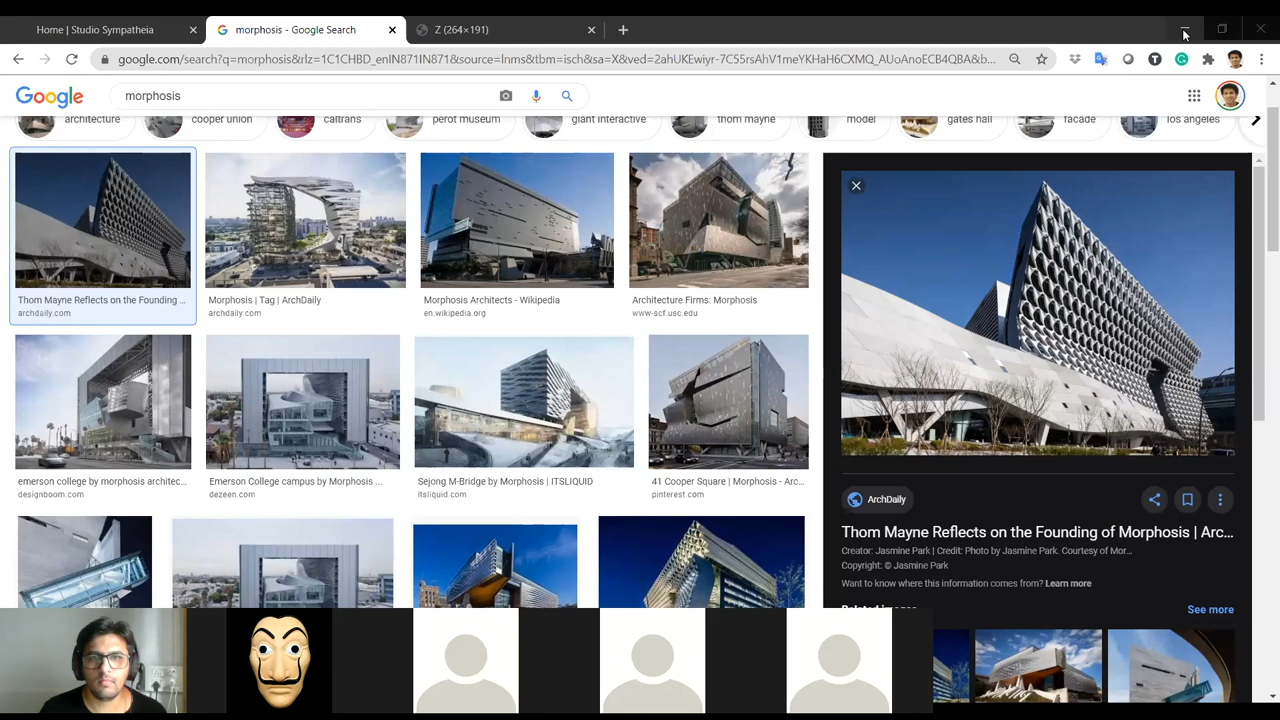 Home | Studio Sympatheia
morphosis - Google Search
Z (264×191)
google.com/search?q=morphosis&rlz=1C1CHBD_enIN871IN871&source=lnms&tbm=isch&sa=X&ved=2ahUKEwiyr-7C55rsAhV1meYKHaH6CXMQ_AUoAnoECB4QBA&b...
Google
morphosis
architecture
cooper union
caltrans
perot museum
giant interactive
thom mayne
model
gates hall
facade
los angeles
Thom Mayne Reflects on the Founding ...
archdaily.com
Morphosis | Tag | ArchDaily
archdaily.com
Morphosis Architects - Wikipedia
en.wikipedia.org
Architecture Firms: Morphosis
www-scf.usc.edu
emerson college by morphosis architec...
designboom.com
Emerson College campus by Morphosis ...
dezeen.com
Sejong M-Bridge by Morphosis | ITSLIQUID
itsliquid.com
41 Cooper Square | Morphosis - Arc...
pinterest.com
ArchDaily
Thom Mayne Reflects on the Founding of Morphosis | Arc...
Creator: Jasmine Park | Credit: Photo by Jasmine Park. Courtesy of Mor...
Copyright: © Jasmine Park
Want to know where this information comes from? Learn more
Related images
See more